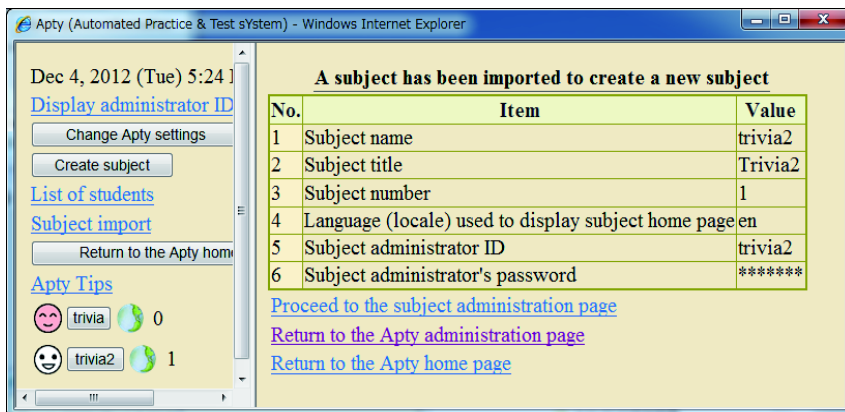 Apty (Automated Practice & Test sYstem) - Windows Internet Explorer
Dec 4, 2012 (Tue) 5:24
Display administrator ID
Change Apty settings
Create subject
List of students
Subject import
Return to the Apty hom
Apty Tips
trivia 0
trivia2 1
A subject has been imported to create a new subject
No. Item Value
1 Subject name trivia2
2 Subject title Trivia2
3 Subject number 1
4 Language (locale) used to display subject home page en
5 Subject administrator ID trivia2
6 Subject administrator's password *******
Proceed to the subject administration page
Return to the Apty administration page
Return to the Apty home page